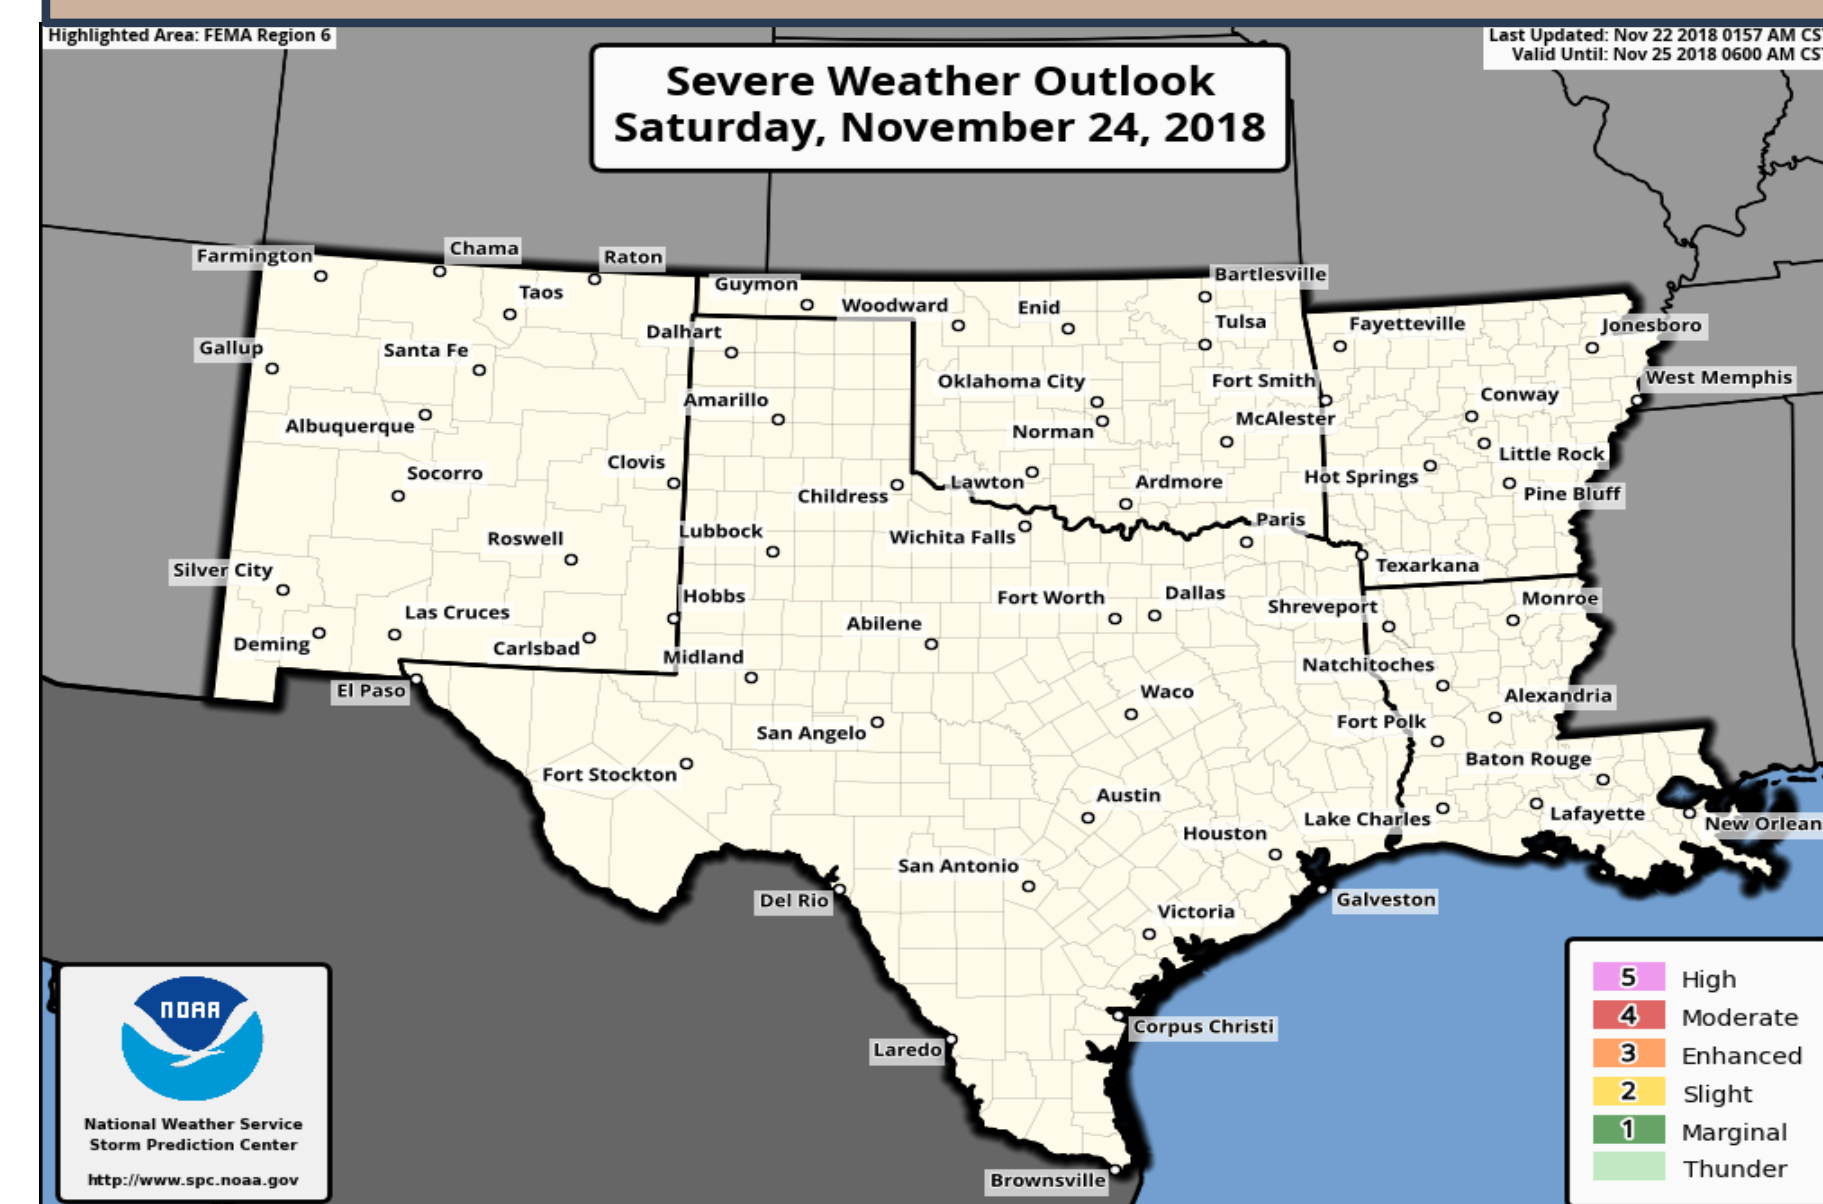 Highlighted Area: FEMA Region 6
Last Updated: Nov 22 2018 0157 AM CST
Valid Until: Nov 25 2018 0600 AM CST
Severe Weather Outlook
Saturday, November 24, 2018
Farmington
Chama
Raton
Taos
Guymon
Woodward
Enid
Bartlesville
Tulsa
Fayetteville
Jonesboro
Dalhart
Gallup
Santa Fe
Oklahoma City
Fort Smith
West Memphis
Conway
Amarillo
Albuquerque
Norman
McAlester
Little Rock
Clovis
Socorro
Childress
Lawton
Ardmore
Hot Springs
Pine Bluff
Paris
Roswell
Lubbock
Wichita Falls
Texarkana
Silver City
Hobbs
Fort Worth
Dallas
Shreveport
Monroe
Las Cruces
Abilene
Deming
Carlsbad
Midland
Natchitoches
El Paso
Waco
Alexandria
San Angelo
Fort Polk
Fort Stockton
Baton Rouge
Austin
Lake Charles
Lafayette
New Orlean
Houston
San Antonio
Del Rio
Galveston
Victoria
Corpus Christi
Laredo
Brownsville
NOAA
National Weather Service
Storm Prediction Center
http://www.spc.noaa.gov
5 High
4 Moderate
3 Enhanced
2 Slight
1 Marginal
Thunder